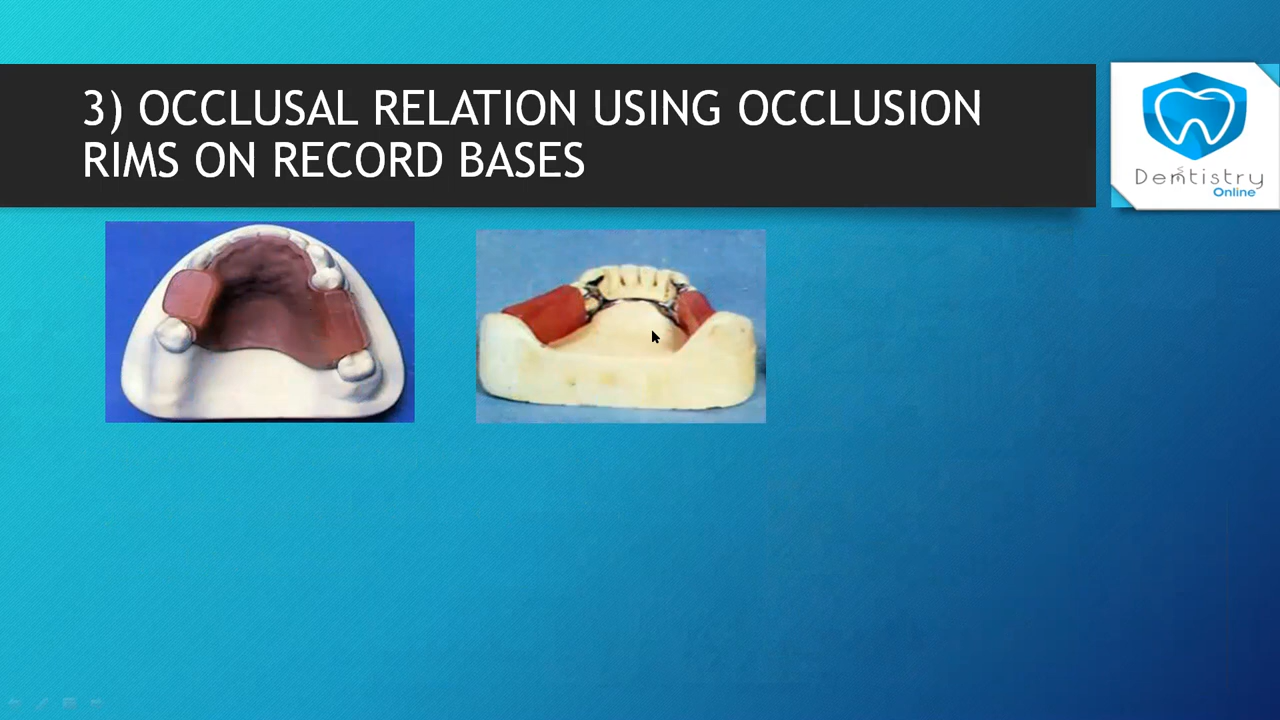 3) OCCLUSAL RELATION USING OCCLUSION
RIMS ON RECORD BASES
Dentistry
Online